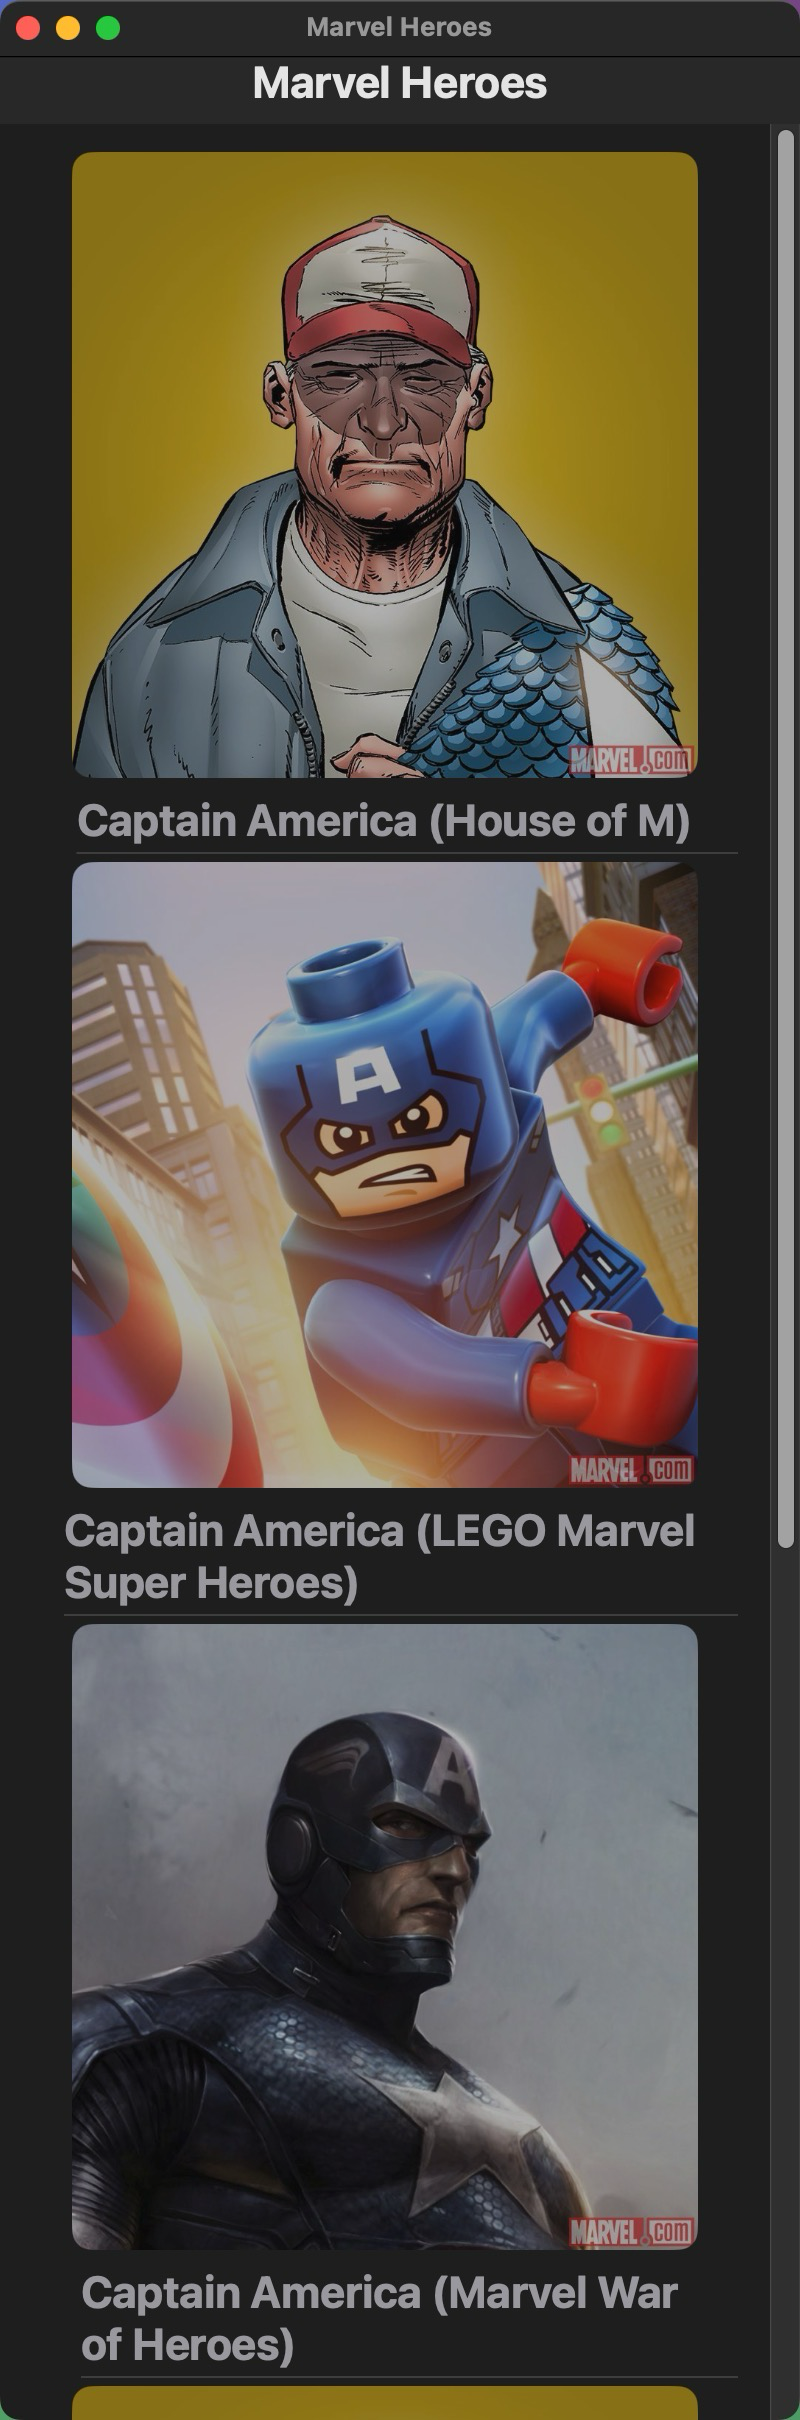 Marvel Heroes
Marvel Heroes
MARVEL.com
Captain America (House of M)
A
MARVEL.com
Captain America (LEGO Marvel
Super Heroes)
A
MARVEL.com
Captain America (Marvel War
of Heroes)